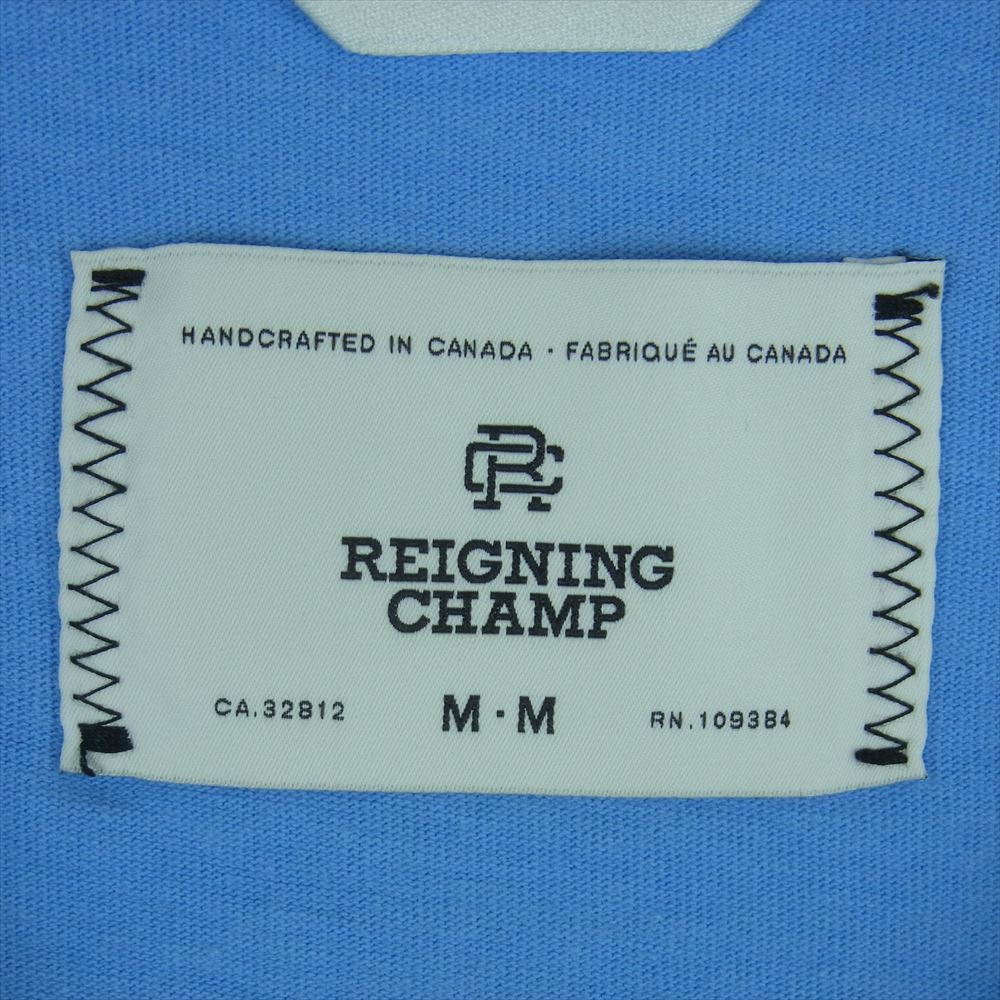 HANDCRAFTED IN CANADA · FABRIQUÉ AU CANADA
RC
REIGNING
CHAMP
CA.32812 M·M RN.109384